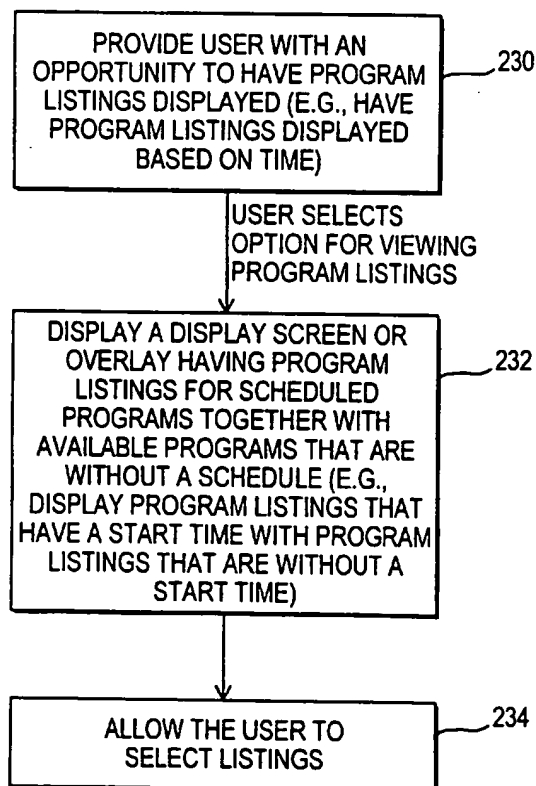 PROVIDE USER WITH AN
OPPORTUNITY TO HAVE PROGRAM
LISTINGS DISPLAYED (E.G., HAVE
PROGRAM LISTINGS DISPLAYED
BASED ON TIME)
230
USER SELECTS
OPTION FOR VIEWING
PROGRAM LISTINGS
DISPLAY A DISPLAY SCREEN OR
OVERLAY HAVING PROGRAM
LISTINGS FOR SCHEDULED
PROGRAMS TOGETHER WITH
AVAILABLE PROGRAMS THAT ARE
WITHOUT A SCHEDULE (E.G.,
DISPLAY PROGRAM LISTINGS THAT
HAVE A START TIME WITH PROGRAM
LISTINGS THAT ARE WITHOUT A
START TIME)
232
ALLOW THE USER TO
SELECT LISTINGS
234